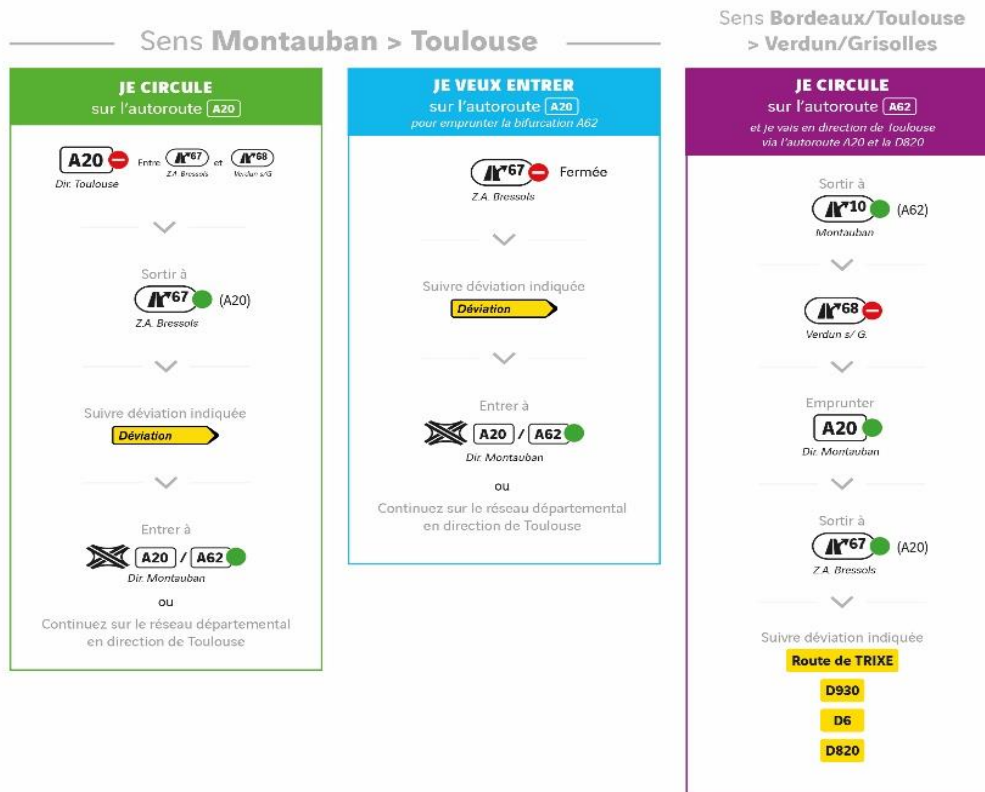 Sens Montauban > Toulouse
JE CIRCULE
sur l'autoroute A20
A20
Dir. Toulouse
Entre
67
Z.A. Bressols
et
68
Verdun s/G
Sortir à
67 (A20)
Z.A. Bressols
Suivre déviation indiquée
Déviation
Entrer à
A20 / A62
Dir. Montauban
ou
Continuez sur le réseau départemental
en direction de Toulouse
JE VEUX ENTRER
sur l'autoroute A20
pour emprunter la bifurcation A62
67 Fermée
Z.A. Bressols
Suivre déviation indiquée
Déviation
Entrer à
A20 / A62
Dir. Montauban
ou
Continuez sur le réseau départemental
en direction de Toulouse
Sens Bordeaux/Toulouse
> Verdun/Grisolles
JE CIRCULE
sur l'autoroute A62
et je vais en direction de Toulouse
via l'autoroute A20 et la D820
Sortir à
10 (A62)
Montauban
68
Verdun s/ G.
Emprunter
A20
Dir. Montauban
Sortir à
67 (A20)
Z.A. Bressols
Suivre déviation indiquée
Route de TRIXE
D930
D6
D820